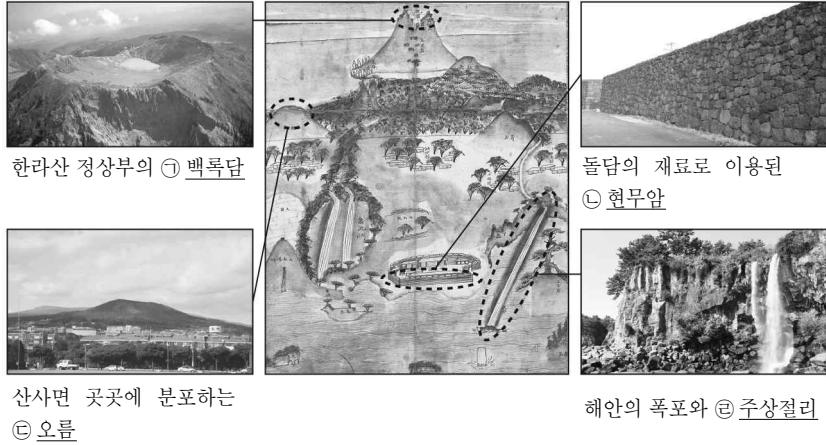 한라산 정상부의 ㉠ 백록담
돌담의 재료로 이용된
㉡ 현무암
산사면 곳곳에 분포하는
㉢ 오름
해안의 폭포와 ㉣ 주상절리